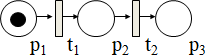 p₁ t₁ p₂ t₂ p₃